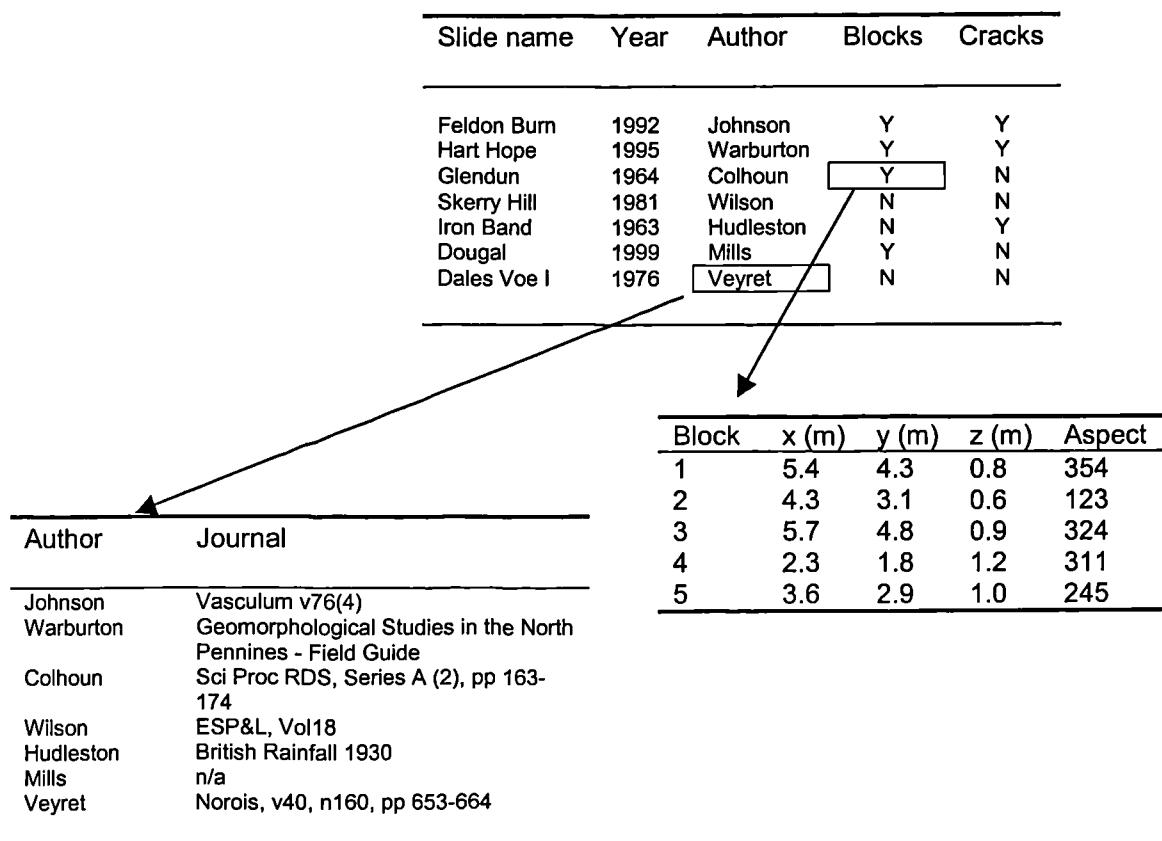 Slide name Year Author Blocks Cracks
Feldon Burn 1992 Johnson Y Y
Hart Hope 1995 Warburton Y Y
Glendun 1964 Colhoun Y N
Skerry Hill 1981 Wilson N N
Iron Band 1963 Hudleston N Y
Dougal 1999 Mills Y N
Dales Voe I 1976 Veyret N N
Block x (m) y (m) z (m) Aspect
1 5.4 4.3 0.8 354
2 4.3 3.1 0.6 123
3 5.7 4.8 0.9 324
4 2.3 1.8 1.2 311
5 3.6 2.9 1.0 245
Author Journal
Johnson Vasculum v76(4)
Warburton Geomorphological Studies in the North
Pennines - Field Guide
Colhoun Sci Proc RDS, Series A (2), pp 163-
174
Wilson ESP&L, Vol18
Hudleston British Rainfall 1930
Mills n/a
Veyret Norois, v40, n160, pp 653-664